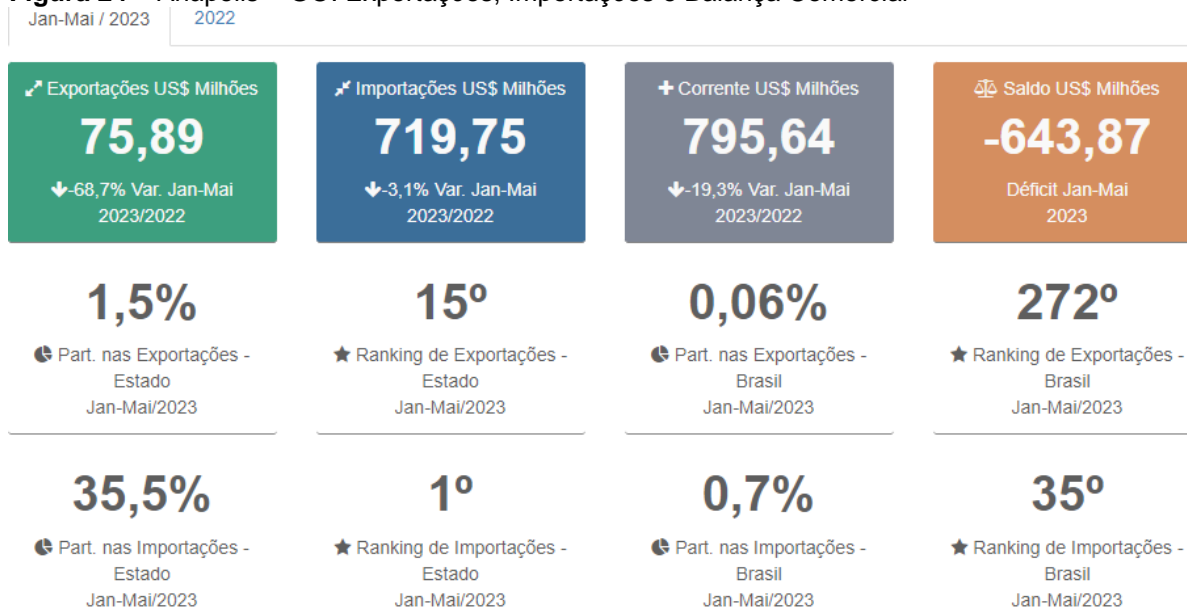 Jan-Mai / 2023 2022
Exportações US$ Milhões
75,89
-68,7% Var. Jan-Mai
2023/2022
Importações US$ Milhões
719,75
-3,1% Var. Jan-Mai
2023/2022
Corrente US$ Milhões
795,64
-19,3% Var. Jan-Mai
2023/2022
Saldo US$ Milhões
-643,87
Déficit Jan-Mai
2023
1,5%
Part. nas Exportações -
Estado
Jan-Mai/2023
15º
Ranking de Exportações -
Estado
Jan-Mai/2023
0,06%
Part. nas Exportações -
Brasil
Jan-Mai/2023
272º
Ranking de Exportações -
Brasil
Jan-Mai/2023
35,5%
Part. nas Importações -
Estado
Jan-Mai/2023
1º
Ranking de Importações -
Estado
Jan-Mai/2023
0,7%
Part. nas Importações -
Brasil
Jan-Mai/2023
35º
Ranking de Importações -
Brasil
Jan-Mai/2023